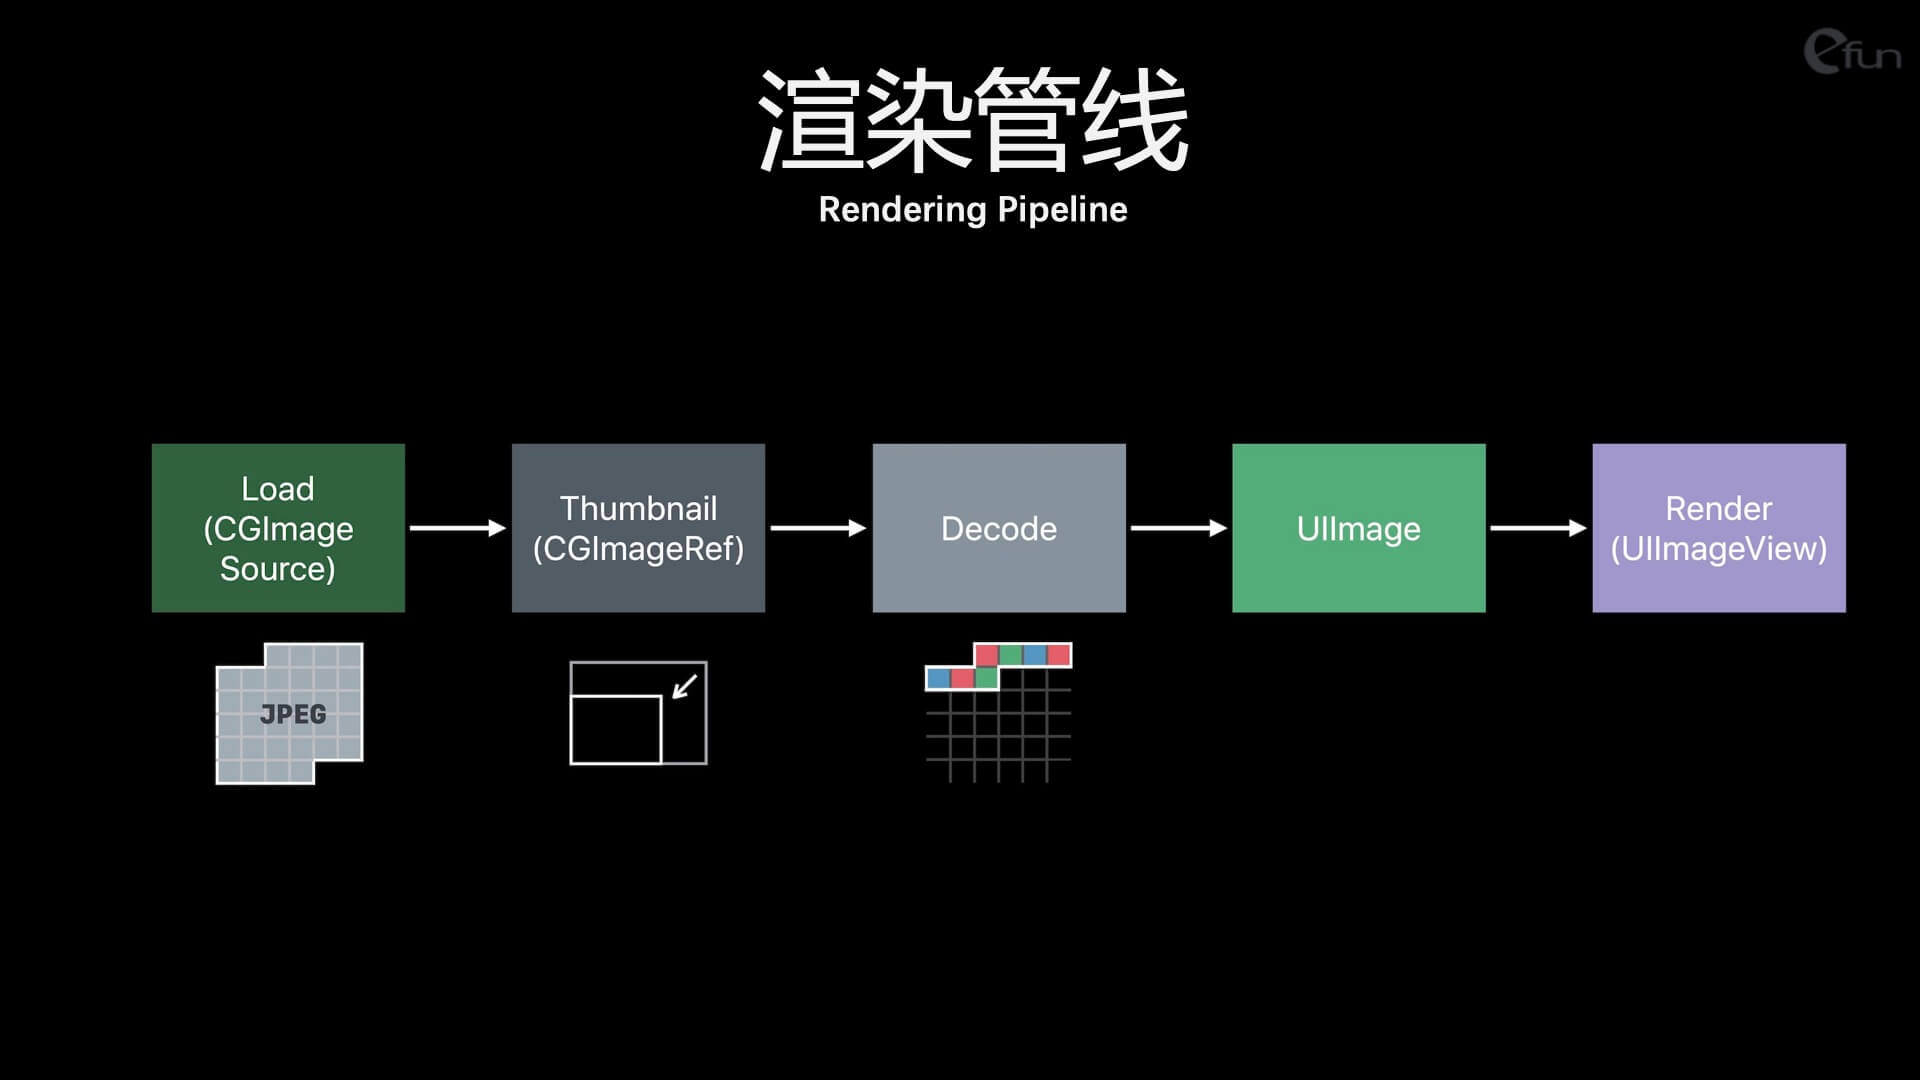 efun
渲染管线
Rendering Pipeline
Load
(CGImage
Source)
Thumbnail
(CGImageRef)
Decode
UIImage
Render
(UIImageView)
JPEG